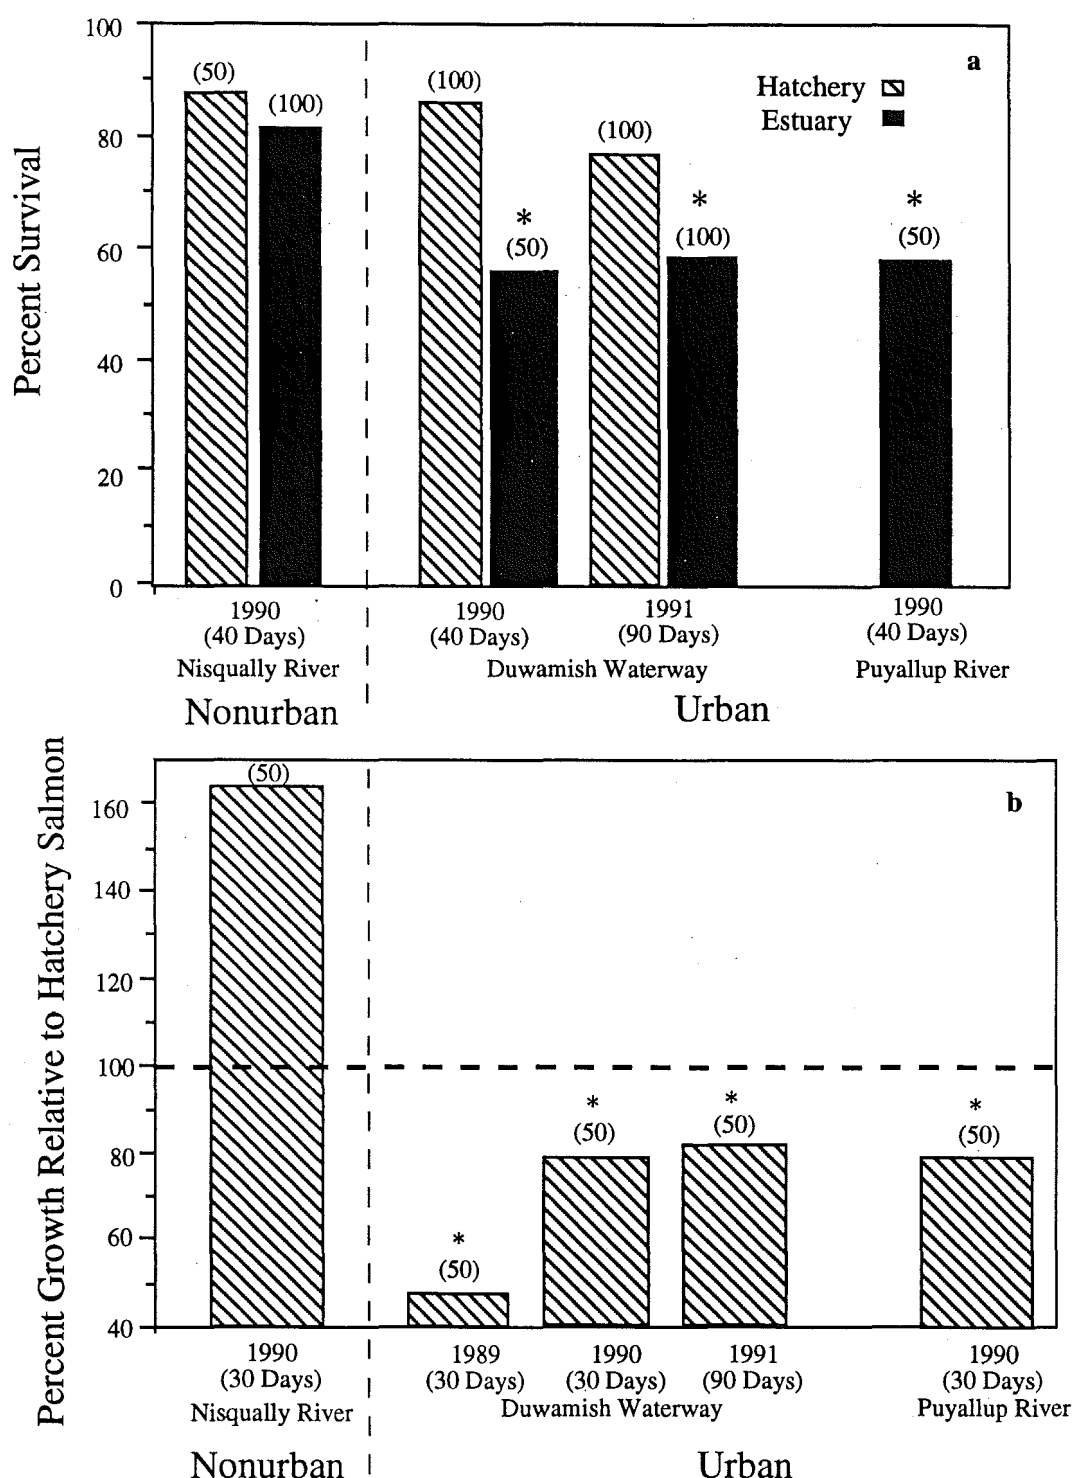 Percent Survival
100
80
60
40
20
0
a
Hatchery
Estuary
(50)
(100)
(100)
*
(50)
(100)
*
(100)
*
(50)
1990
(40 Days)
Nisqually River
1990
(40 Days)
1991
(90 Days)
Duwamish Waterway
1990
(40 Days)
Puyallup River
Nonurban
Urban
Percent Growth Relative to Hatchery Salmon
160
140
120
100
80
60
40
b
(50)
*
(50)
*
(50)
*
(50)
*
(50)
1990
(30 Days)
Nisqually River
1989
(30 Days)
1990
(30 Days)
1991
(90 Days)
Duwamish Waterway
1990
(30 Days)
Puyallup River
Nonurban
Urban